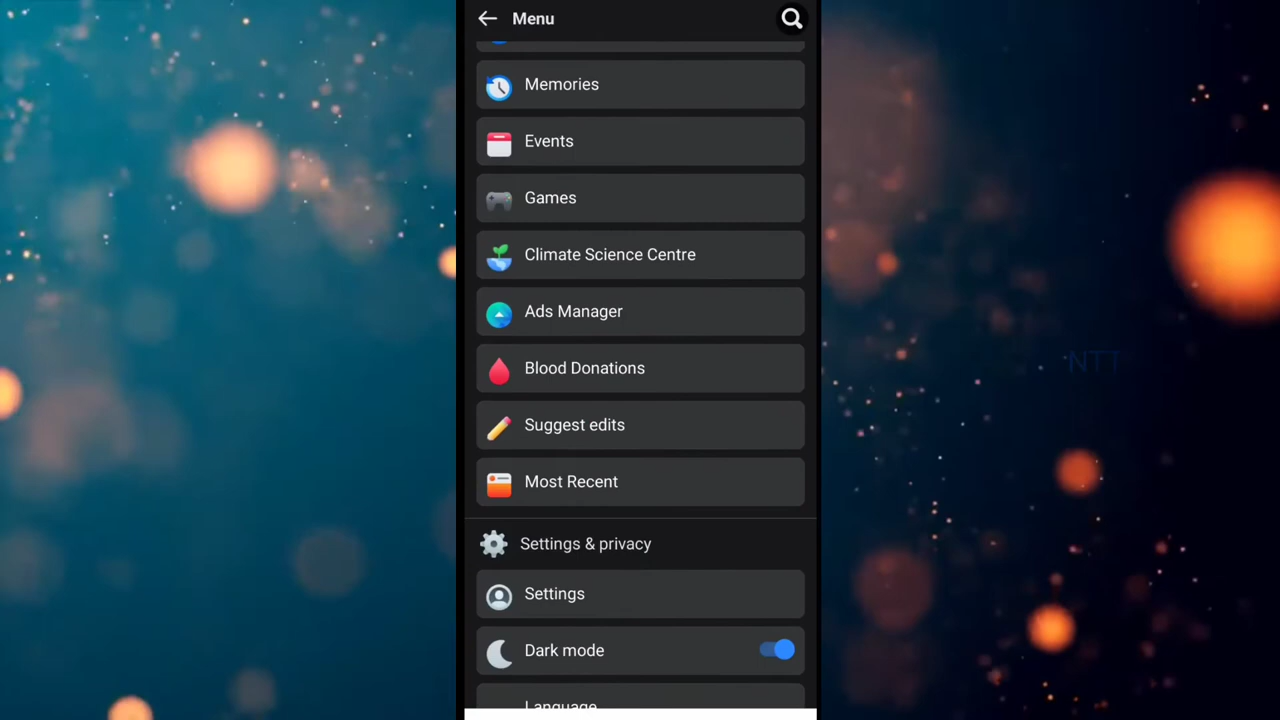 Menu
Memories
Events
Games
Climate Science Centre
Ads Manager
Blood Donations
Suggest edits
Most Recent
Settings & privacy
Settings
Dark mode
Language
NTT